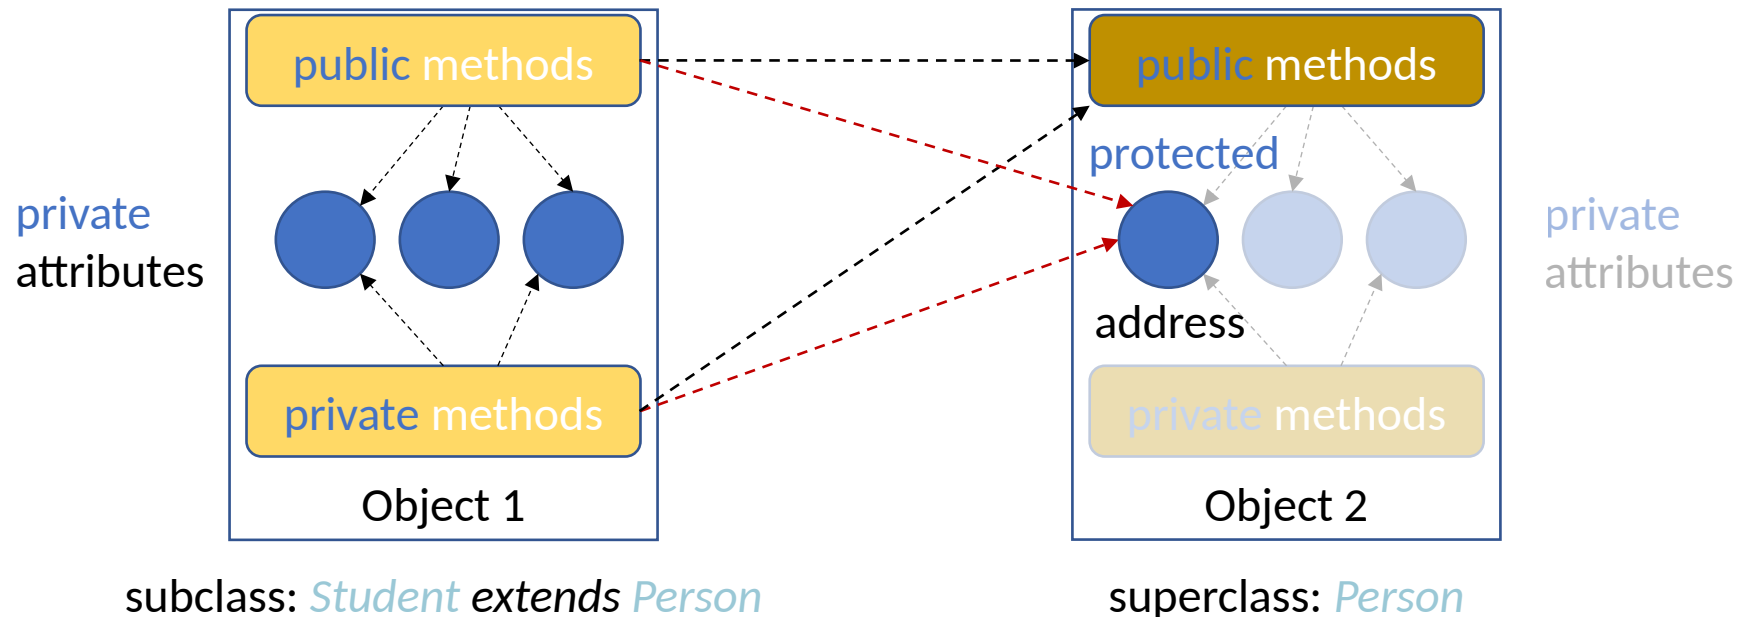 public methods
public methods
protected
private
attributes
private
attributes
address
private methods
private methods
Object 1
Object 2
subclass: Student extends Person
superclass: Person